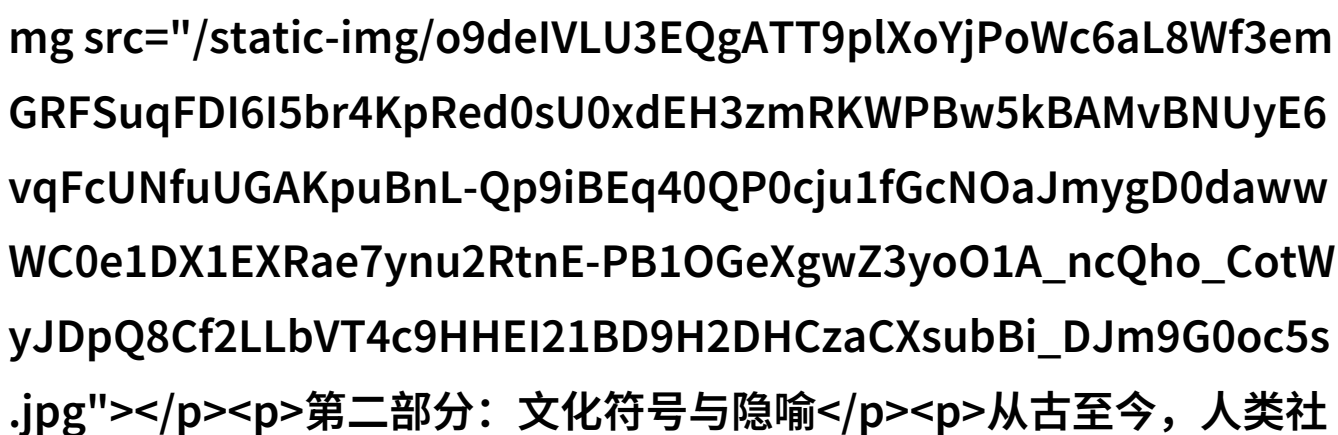 mg src="/static-img/o9deIVLU3EQgATT9plXoYjPoWc6aL8Wf3em
GRFSuqFDI6I5br4KpRed0sU0xdEH3zmRKWPBw5kBAMvBNUyE6
vqFcUNfuUGAKpuBnL-Qp9iBEq40QP0cju1fGcNOaJmygD0daww
WC0e1DX1EXRae7ynu2RtnE-PB1OGeXgwZ3yoO1A_ncQho_CotW
yJDpQ8Cf2LLbVT4c9HHEI21BD9H2DHCzaCXsubBi_DJm9G0oc5s
.jpg"></p><p>第二部分：文化符号与隐喻</p><p>从古至今，人类社